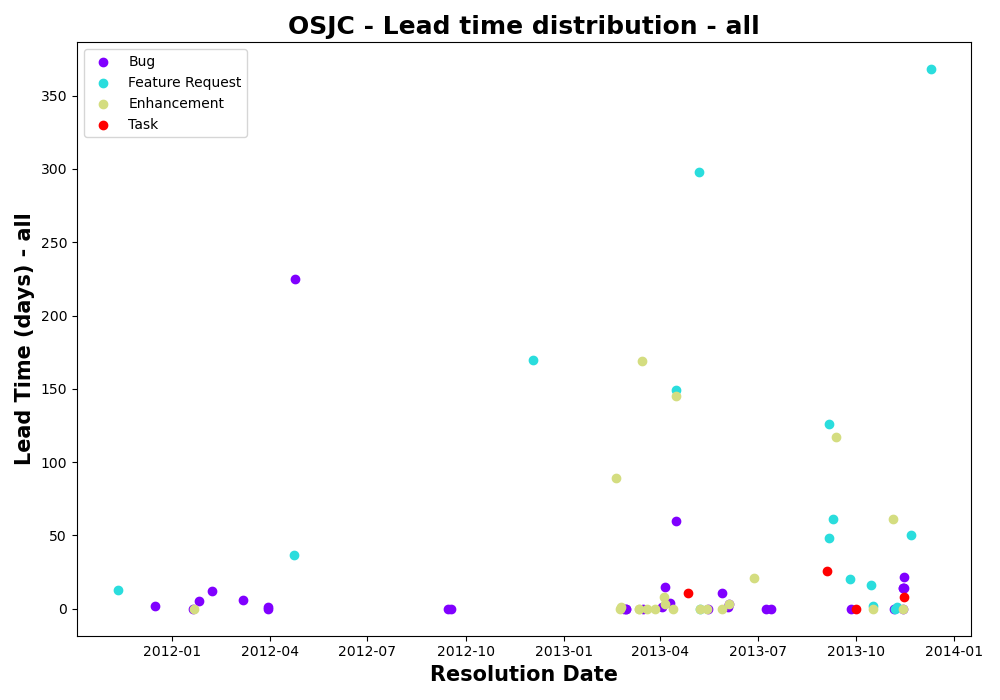 OSJC - Lead time distribution - all
Bug
Feature Request
Enhancement
Task
350
300
250
200
150
100
50
0
Lead Time (days) - all
2012-01 2012-04 2012-07 2012-10 2013-01 2013-04 2013-07 2013-10 2014-01
Resolution Date